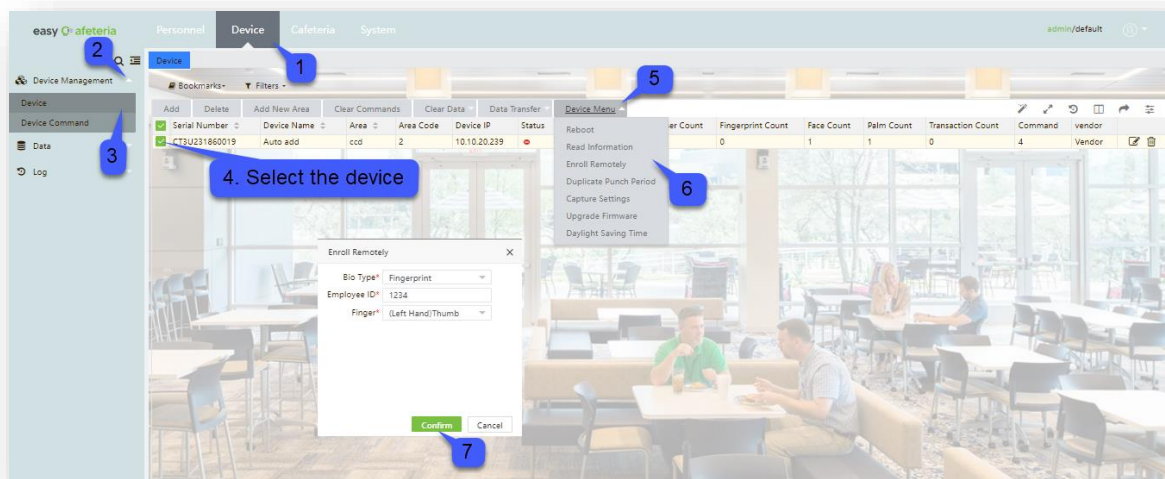 easy Cafeteria
Personnel Device Cafeteria System
admin/default
2
1
Device
Device Management
Bookmarks Filters
5
Add Delete Add New Area Clear Commands Clear Data Data Transfer Device Menu
Device
Serial Number Device Name Area Area Code Device IP Status er Count Fingerprint Count Face Count Palm Count Transaction Count Command vendor
Device Command
CT3U231860019 Auto add ccd 2 10.10.20.239 0 1 1 0 4 Vendor
Data
3
Log
4. Select the device
Reboot
Read Information
Enroll Remotely
Duplicate Punch Period
Capture Settings
Upgrade Firmware
Daylight Saving Time
6
Enroll Remotely
Bio Type* Fingerprint
Employee ID* 1234
Finger* (Left Hand)Thumb
Confirm Cancel
7